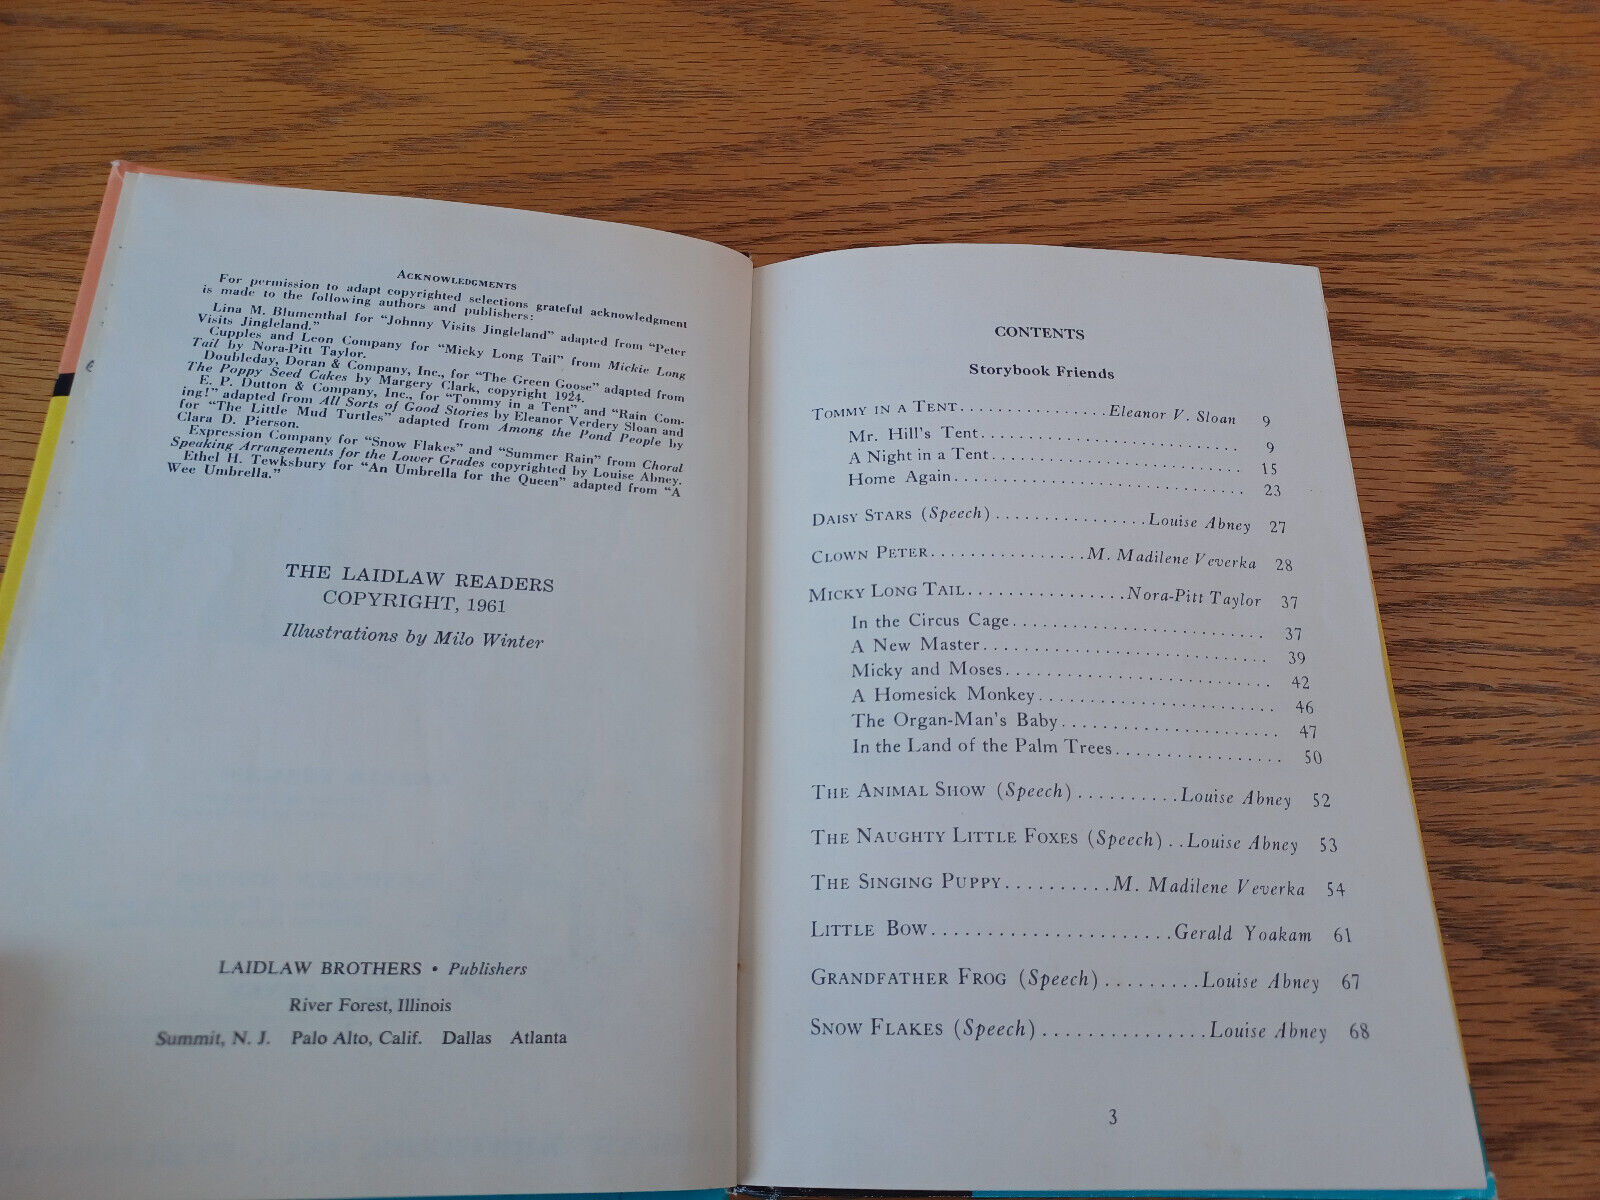 ACKNOWLEDGMENTS
For permission to adapt copyrighted selections grateful acknowledgment
is made to the following authors and publishers:
Lina M. Blumenthal for "Johnny Visits Jingleland" adapted from "Peter
Visits Jingleland."
Cupples and Leon Company for "Micky Long Tail" from Mickie Long
Tail by Nora-Pitt Taylor.
Doubleday, Doran & Company, Inc., for "The Green Goose" adapted from
The Poppy Seed Cakes by Margery Clark, copyright 1924.
E. P. Dutton & Company, Inc., for "Tommy in a Tent" and "Rain Com-
ing!" adapted from All Sorts of Good Stories by Eleanor Verdery Sloan and
for "The Little Mud Turtles" adapted from Among the Pond People by
Clara D. Pierson.
Expression Company for "Snow Flakes" and "Summer Rain" from Choral
Speaking Arrangements for the Lower Grades copyrighted by Louise Abney.
Ethel H. Tewksbury for "An Umbrella for the Queen" adapted from "A
Wee Umbrella."
THE LAIDLAW READERS
COPYRIGHT, 1961
Illustrations by Milo Winter
LAIDLAW BROTHERS • Publishers
River Forest, Illinois
Summit, N. J. Palo Alto, Calif. Dallas Atlanta
CONTENTS
Storybook Friends
TOMMY IN A TENT...............Eleanor V. Sloan 9
Mr. Hill's Tent.......................... 9
A Night in a Tent......................... 15
Home Again............................. 23
DAISY STARS (Speech)................Louise Abney 27
CLOWN PETER................M. Madilene Veverka 28
MICKY LONG TAIL................Nora-Pitt Taylor 37
In the Circus Cage......................... 37
A New Master............................ 39
Micky and Moses.......................... 42
A Homesick Monkey........................ 46
The Organ-Man's Baby...................... 47
In the Land of the Palm Trees................. 50
THE ANIMAL SHOW (Speech)..........Louise Abney 52
THE NAUGHTY LITTLE FOXES (Speech)..Louise Abney 53
THE SINGING PUPPY..........M. Madilene Veverka 54
LITTLE BOW......................Gerald Yoakam 61
GRANDFATHER FROG (Speech).........Louise Abney 67
SNOW FLAKES (Speech)...............Louise Abney 68
3